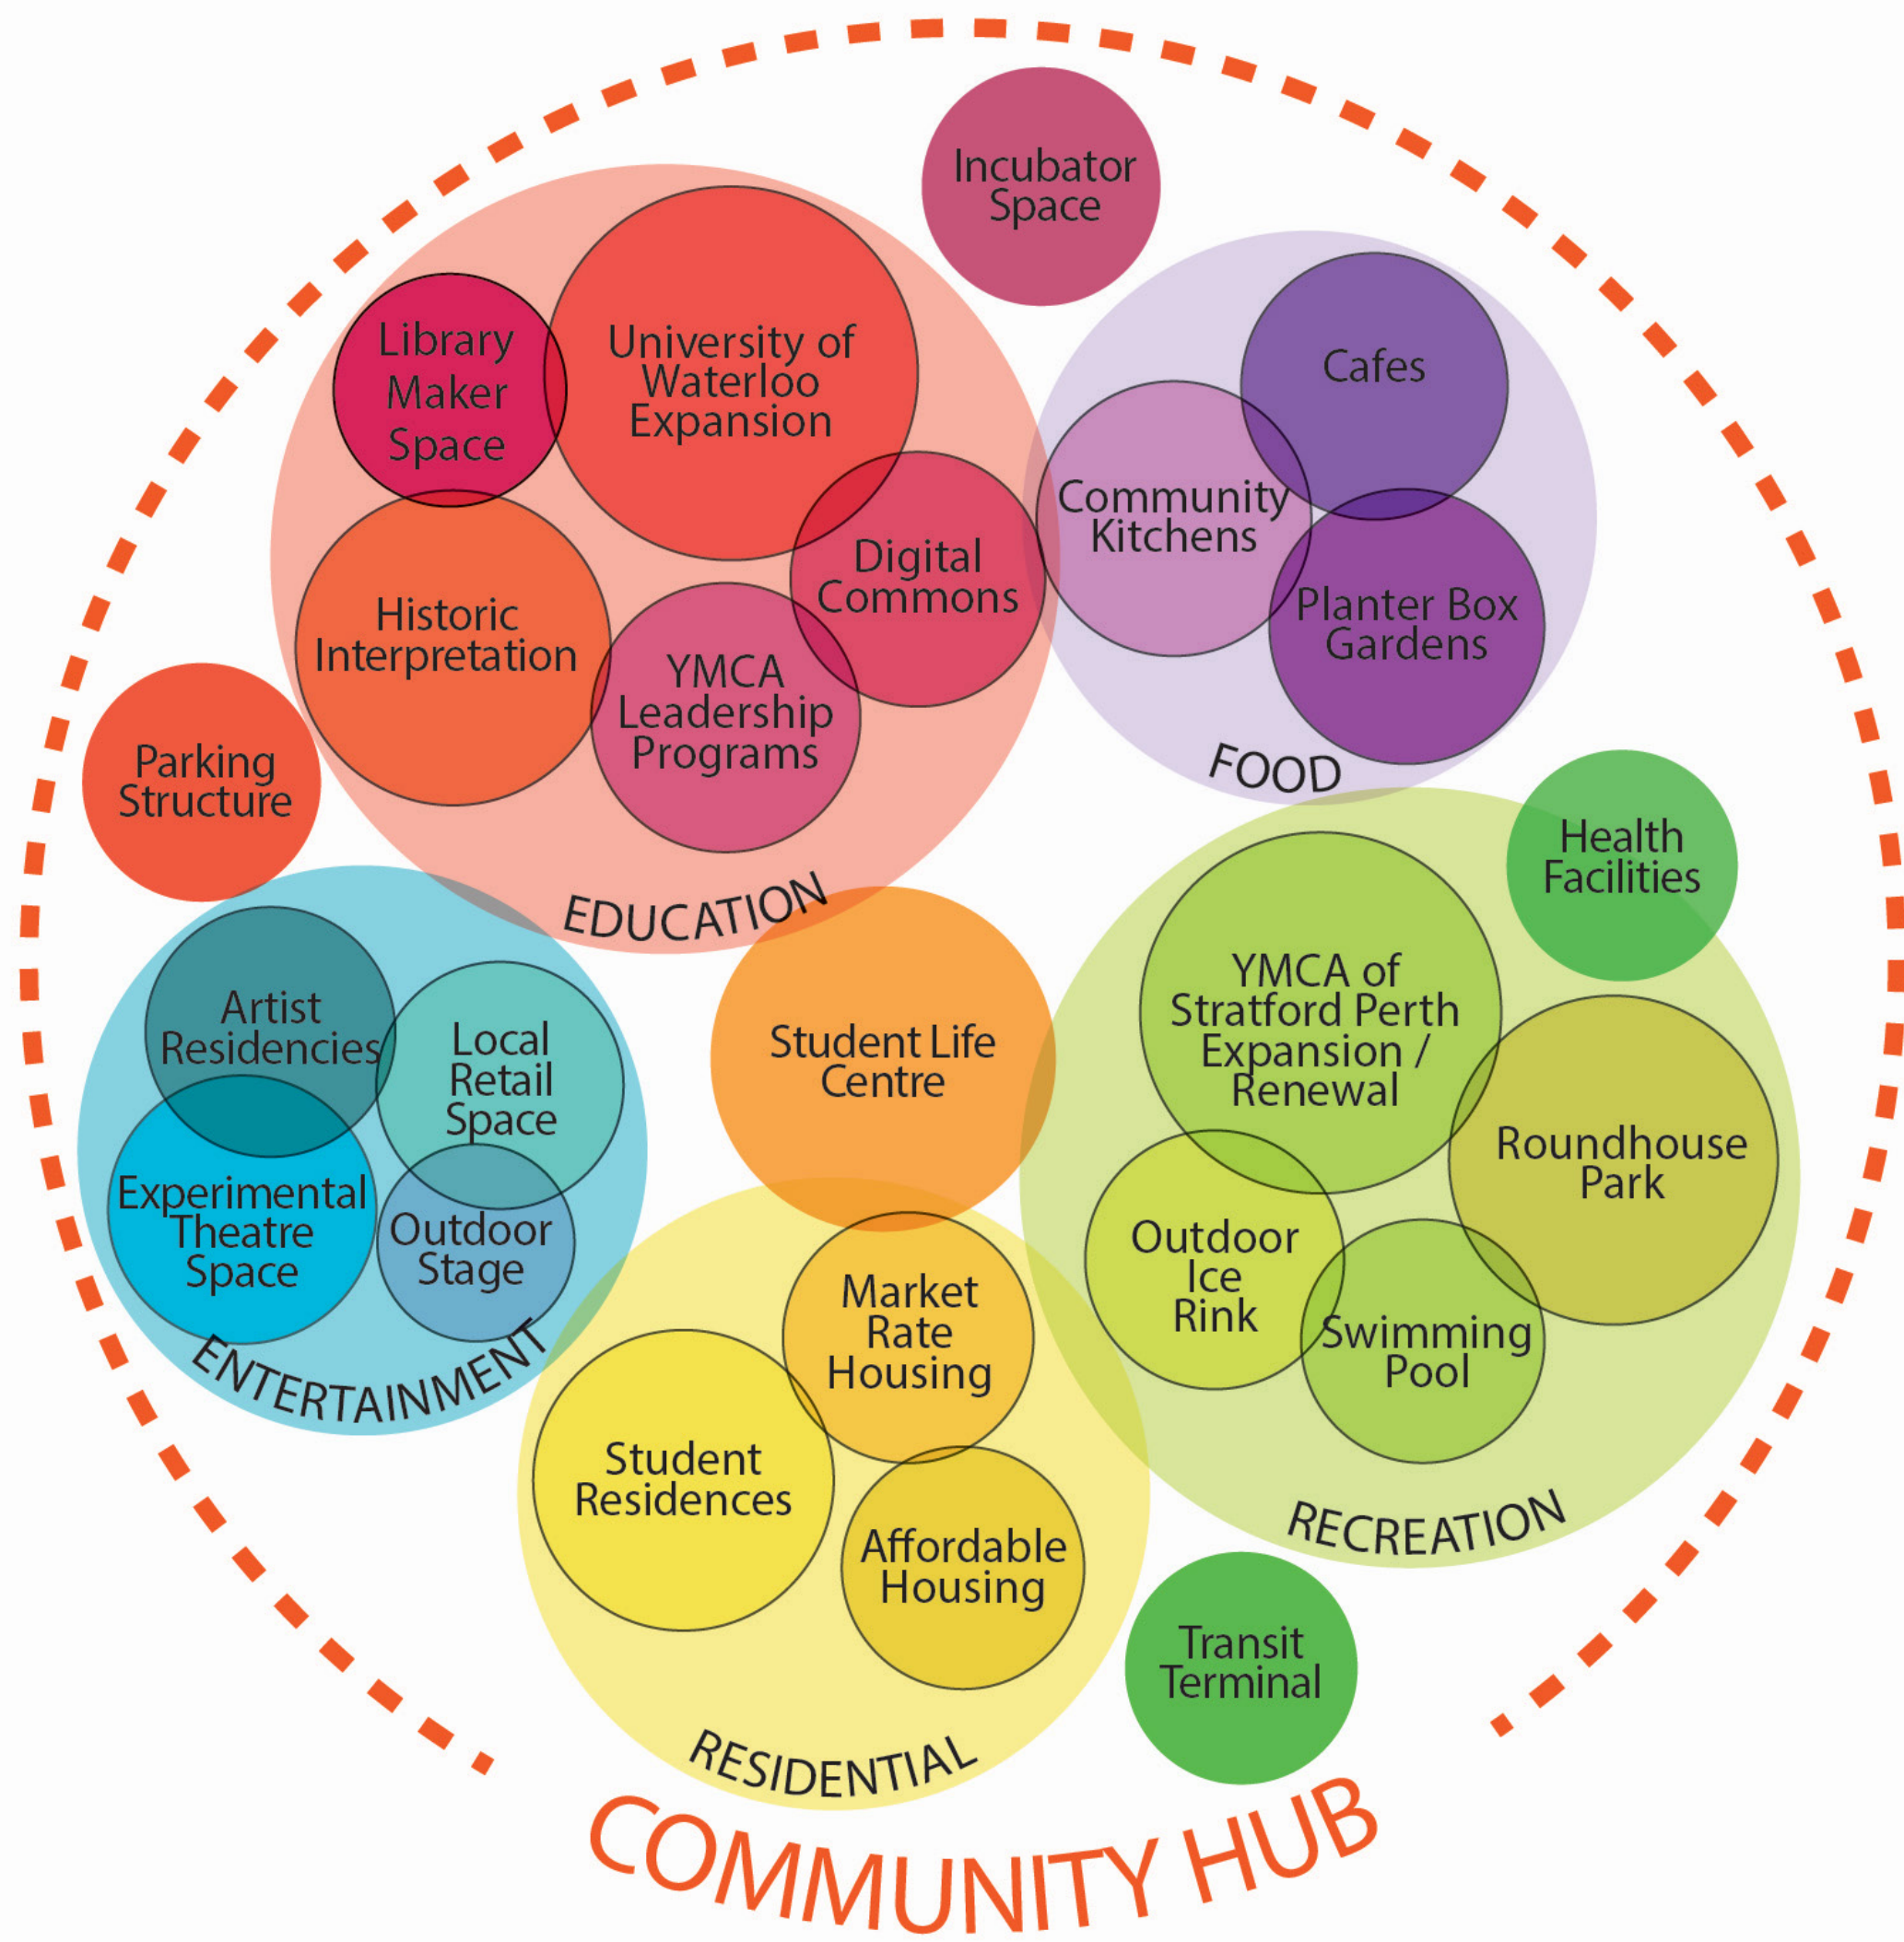 Incubator
Space
Library
Maker
Space
University of
Waterloo
Expansion
Cafes
Community
Kitchens
Digital
Commons
Planter Box
Gardens
Historic
Interpretation
YMCA
Leadership
Programs
FOOD
Parking
Structure
EDUCATION
Health
Facilities
Artist
Residencies
Local
Retail
Space
Student Life
Centre
YMCA of
Stratford Perth
Expansion /
Renewal
Roundhouse
Park
Experimental
Theatre
Space
Outdoor
Stage
ENTERTAINMENT
Outdoor
Ice
Rink
Swimming
Pool
Market
Rate
Housing
Student
Residences
Affordable
Housing
RECREATION
Transit
Terminal
RESIDENTIAL
COMMUNITY HUB